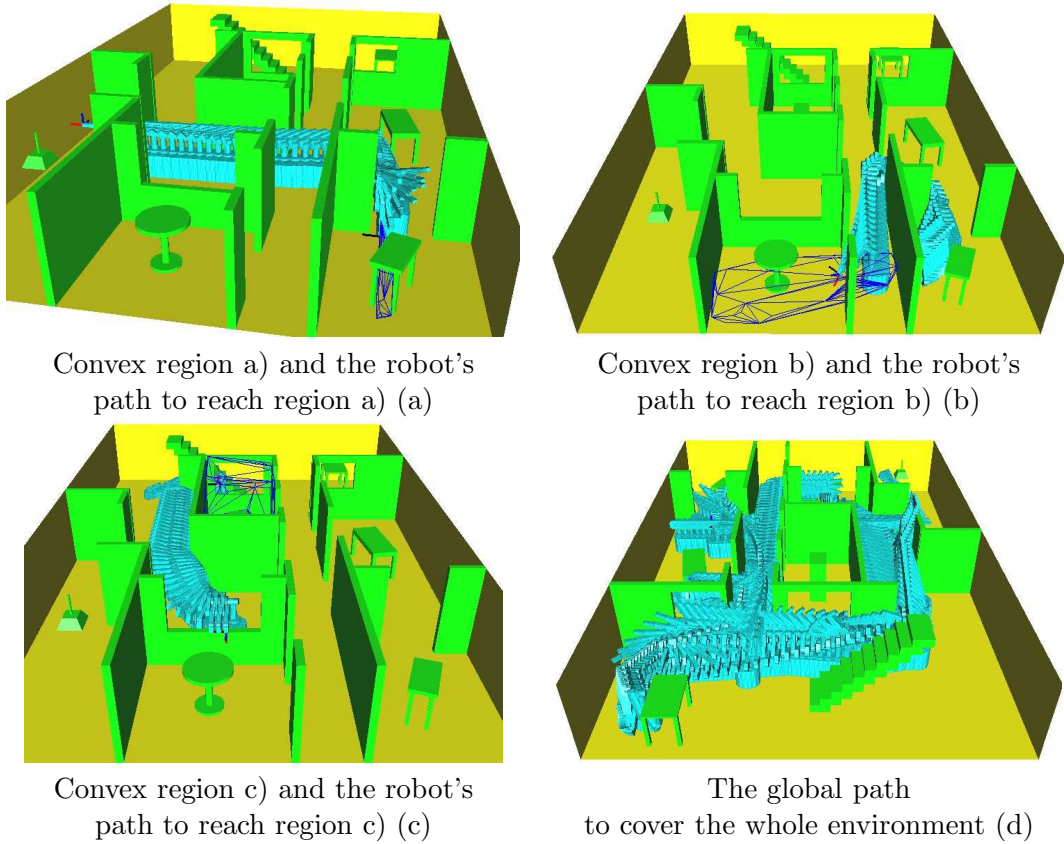 Convex region a) and the robot's
path to reach region a) (a)
Convex region b) and the robot's
path to reach region b) (b)
Convex region c) and the robot's
path to reach region c) (c)
The global path
to cover the whole environment (d)